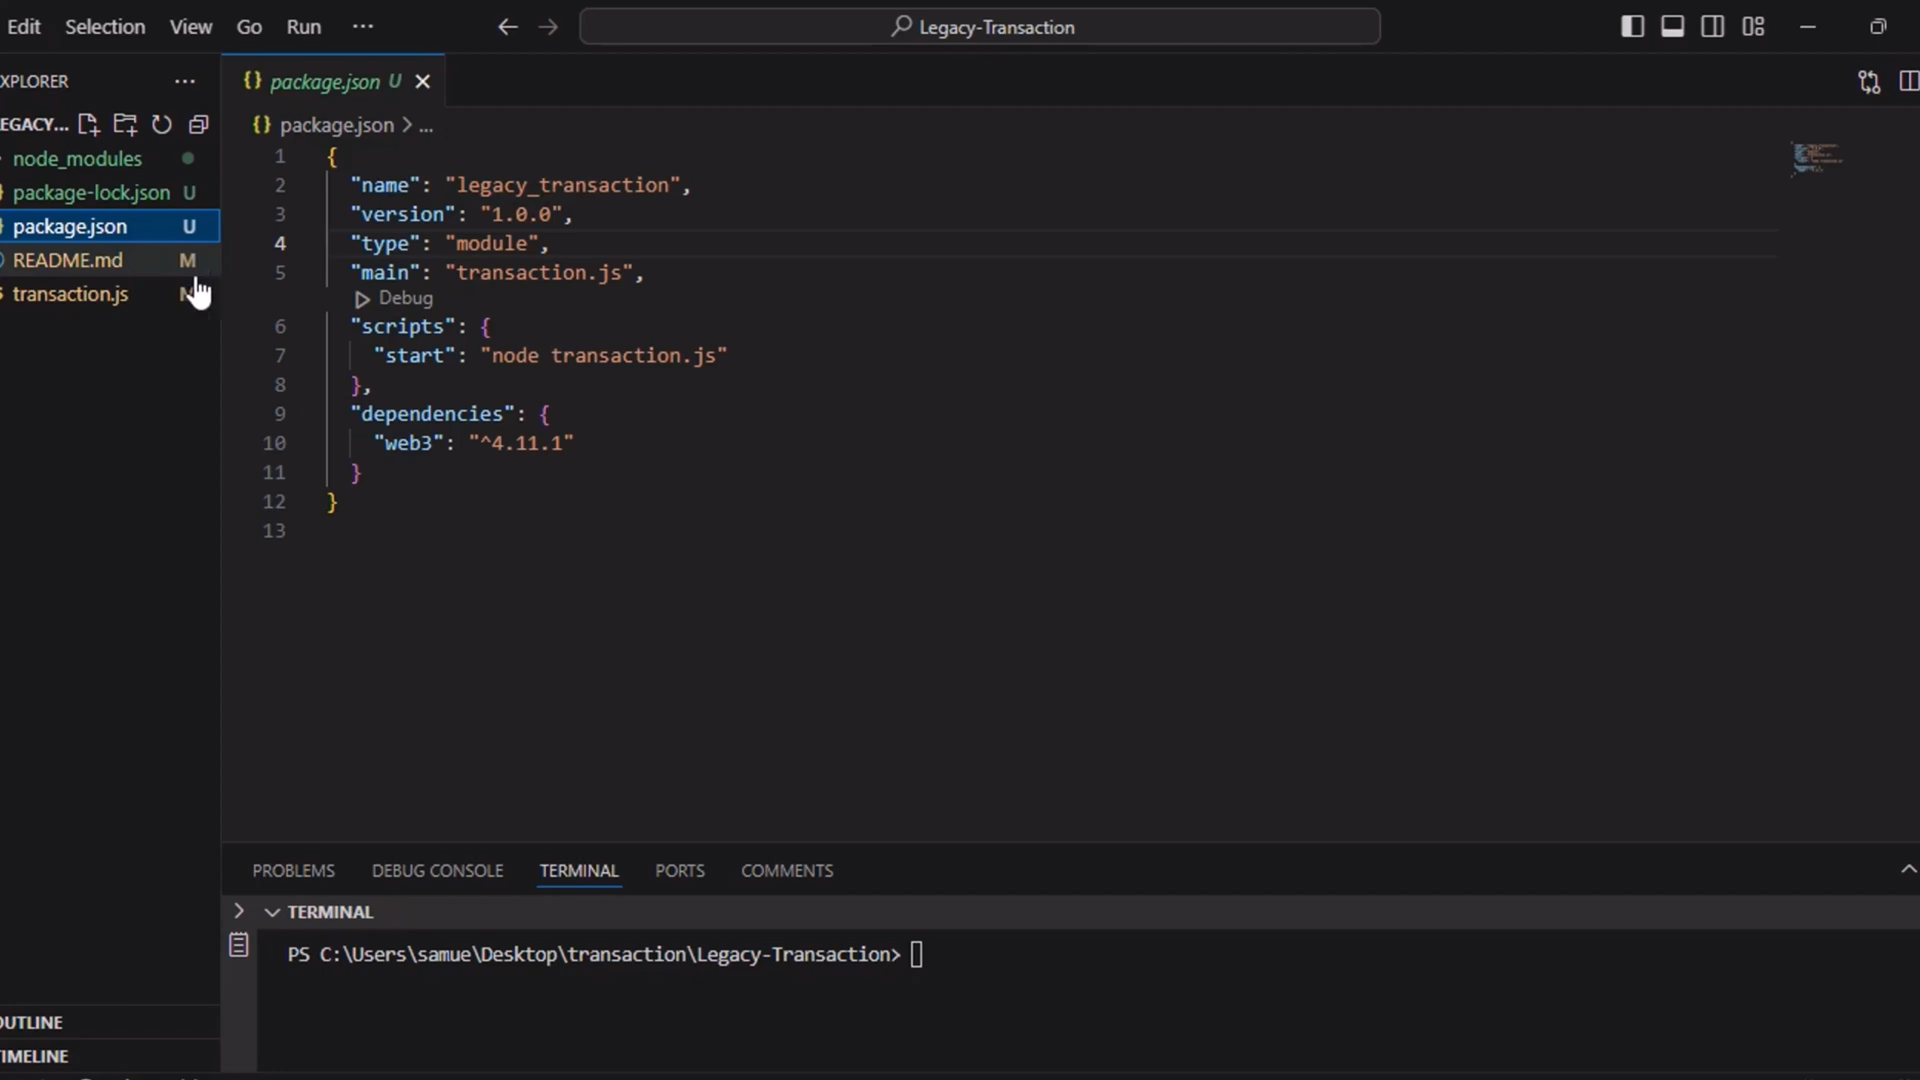 Edit Selection View Go Run ···
Legacy-Transaction
XPLORER ···
EGACY...
node_modules
package-lock.json U
package.json U
README.md M
transaction.js
{} package.json U
{} package.json > ...
1 {
2 "name": "legacy_transaction",
3 "version": "1.0.0",
4 "type": "module",
5 "main": "transaction.js",
Debug
6 "scripts": {
7 "start": "node transaction.js"
8 },
9 "dependencies": {
10 "web3": "^4.11.1"
11 }
12 }
13
PROBLEMS DEBUG CONSOLE TERMINAL PORTS COMMENTS
TERMINAL
PS C:\Users\samue\Desktop\transaction\Legacy-Transaction>
OUTLINE
TIMELINE